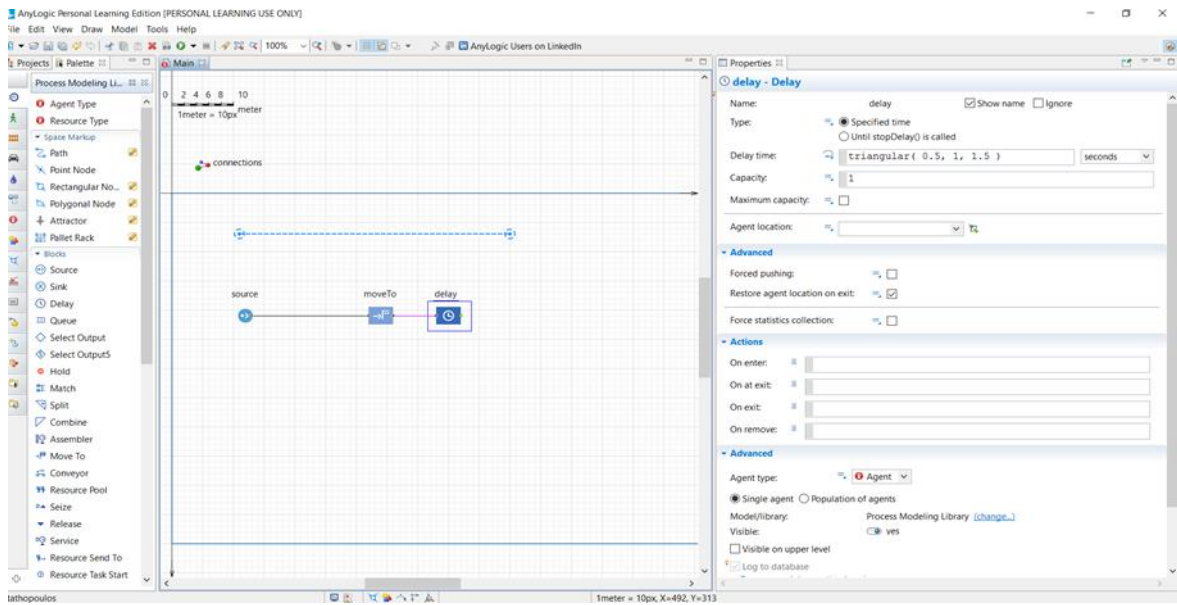 AnyLogic Personal Learning Edition [PERSONAL LEARNING USE ONLY]
File Edit View Draw Model Tools Help
100% AnyLogic Users on LinkedIn
Projects Palette
Process Modeling Li...
Agent Type
Resource Type
Space Markup
Path
Point Node
Rectangular No...
Polygonal Node
Attractor
Pallet Rack
Blocks
Source
Sink
Delay
Queue
Select Output
Select Output5
Hold
Match
Split
Combine
Assembler
Move To
Conveyor
Resource Pool
Seize
Release
Service
Resource Send To
Resource Task Start
athopoulos
Main
0 2 4 6 8 10
meter
1meter = 10px
connections
source moveTo delay
1meter = 10px, X=492, Y=313
Properties
delay - Delay
Name: delay Show name Ignore
Type: Specified time
Until stopDelay() is called
Delay time: triangular( 0.5, 1, 1.5 ) seconds
Capacity: 1
Maximum capacity:
Agent location:
Advanced
Forced pushing:
Restore agent location on exit:
Force statistics collection:
Actions
On enter:
On at exit:
On exit:
On remove:
Advanced
Agent type: Agent
Single agent Population of agents
Model/library: Process Modeling Library (change...)
Visible: yes
Visible on upper level
Log to database